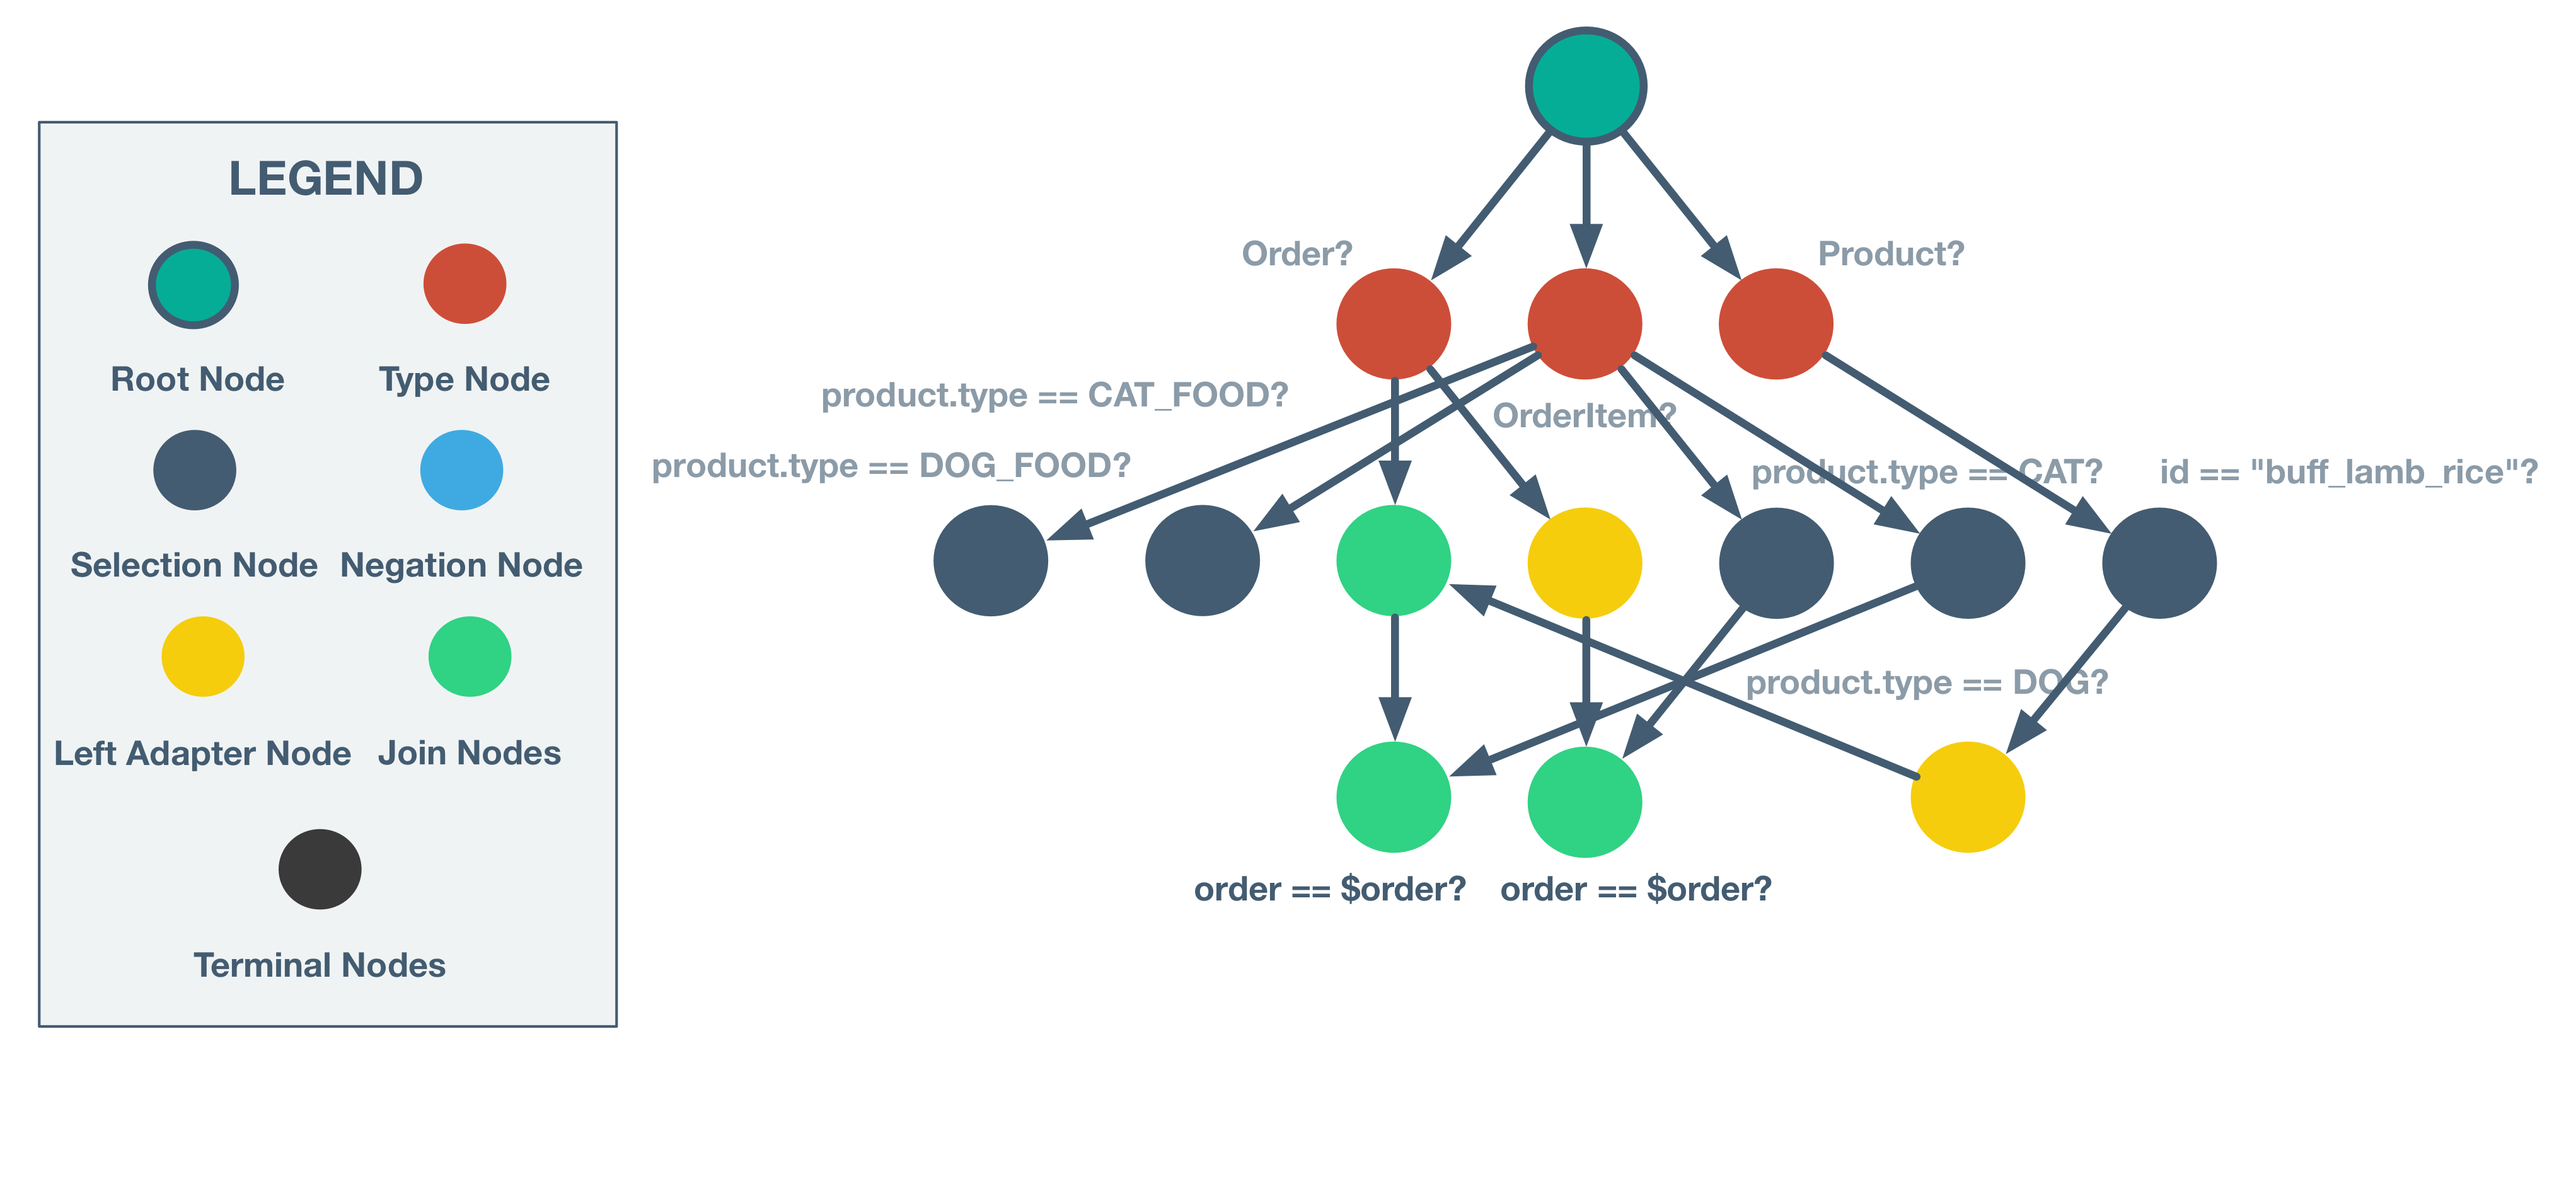 LEGEND
Root Node
Type Node
Selection Node
Negation Node
Left Adapter Node
Join Nodes
Terminal Nodes
Order?
Product?
product.type == CAT_FOOD?
OrderItem?
product.type == DOG_FOOD?
product.type == CAT?
id == "buff_lamb_rice"?
product.type == DOG?
order == $order?
order == $order?